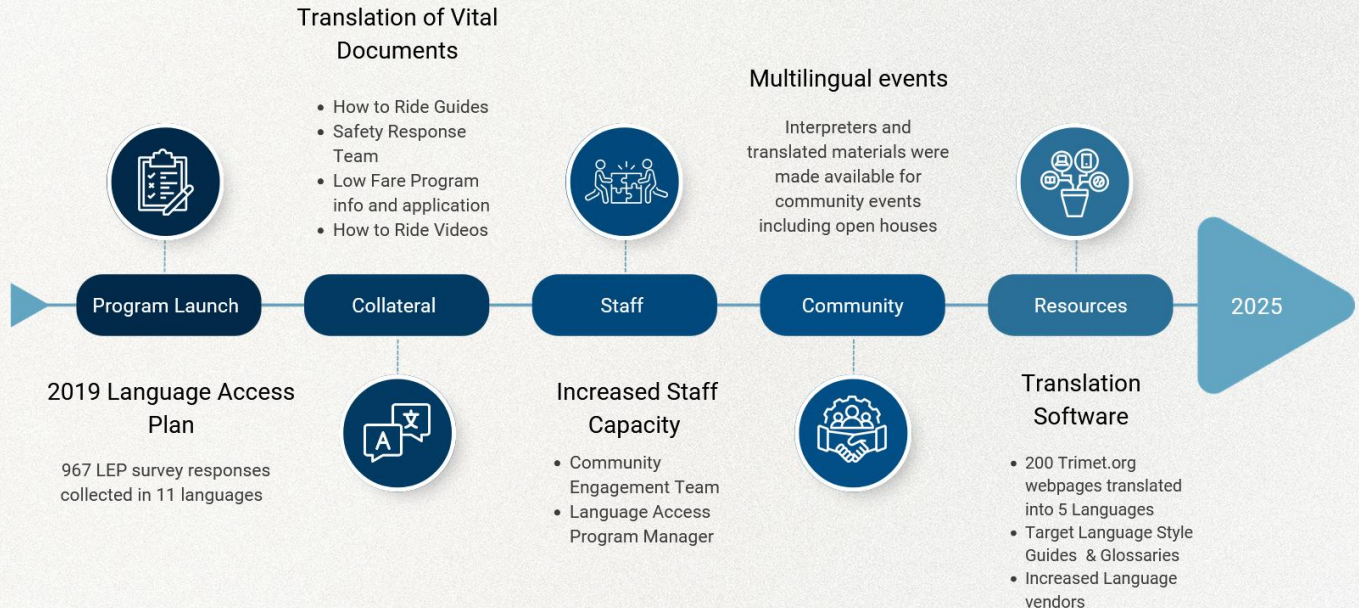 Program Launch
2019 Language Access
Plan
967 LEP survey responses
collected in 11 languages
Translation of Vital
Documents
• How to Ride Guides
• Safety Response
Team
• Low Fare Program
info and application
• How to Ride Videos
Collateral
A
文
Staff
Increased Staff
Capacity
• Community
Engagement Team
• Language Access
Program Manager
Multilingual events
Interpreters and
translated materials were
made available for
community events
including open houses
Community
Resources
Translation
Software
• 200 Trimet.org
webpages translated
into 5 Languages
• Target Language Style
Guides & Glossaries
• Increased Language
vendors
2025